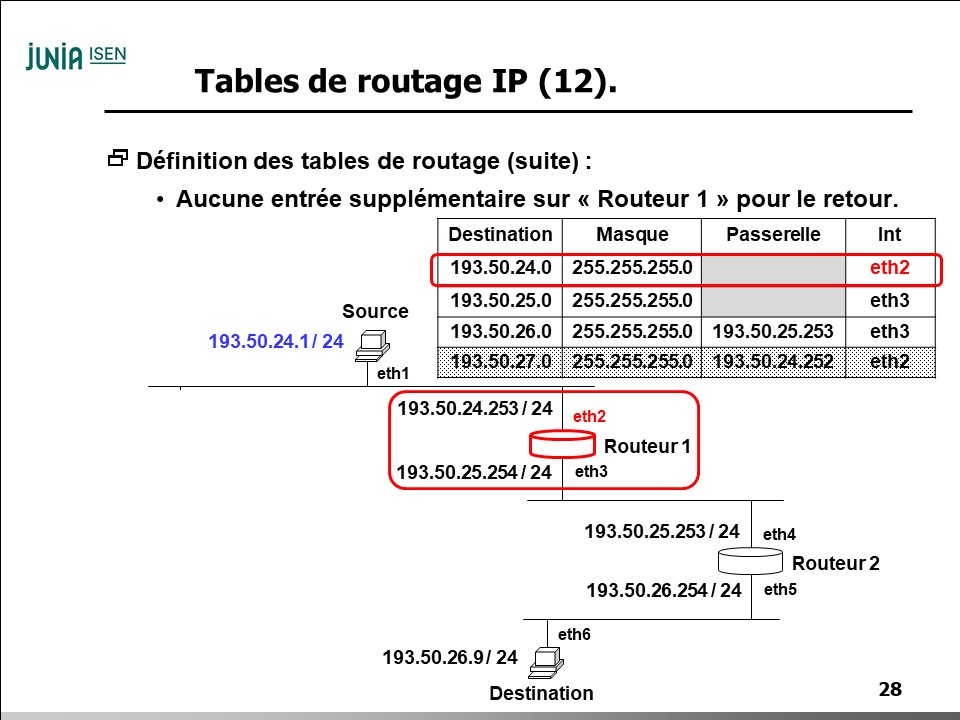 JUNIA ISEN
Tables de routage IP (12).
Définition des tables de routage (suite) :
• Aucune entrée supplémentaire sur « Routeur 1 » pour le retour.
Destination Masque Passerelle Int
193.50.24.0 255.255.255.0 eth2
193.50.25.0 255.255.255.0 eth3
193.50.26.0 255.255.255.0 193.50.25.253 eth3
193.50.27.0 255.255.255.0 193.50.24.252 eth2
Source
193.50.24.1 / 24
eth1
193.50.24.253 / 24
eth2
Routeur 1
193.50.25.254 / 24
eth3
193.50.25.253 / 24
eth4
Routeur 2
193.50.26.254 / 24
eth5
eth6
193.50.26.9 / 24
Destination
28